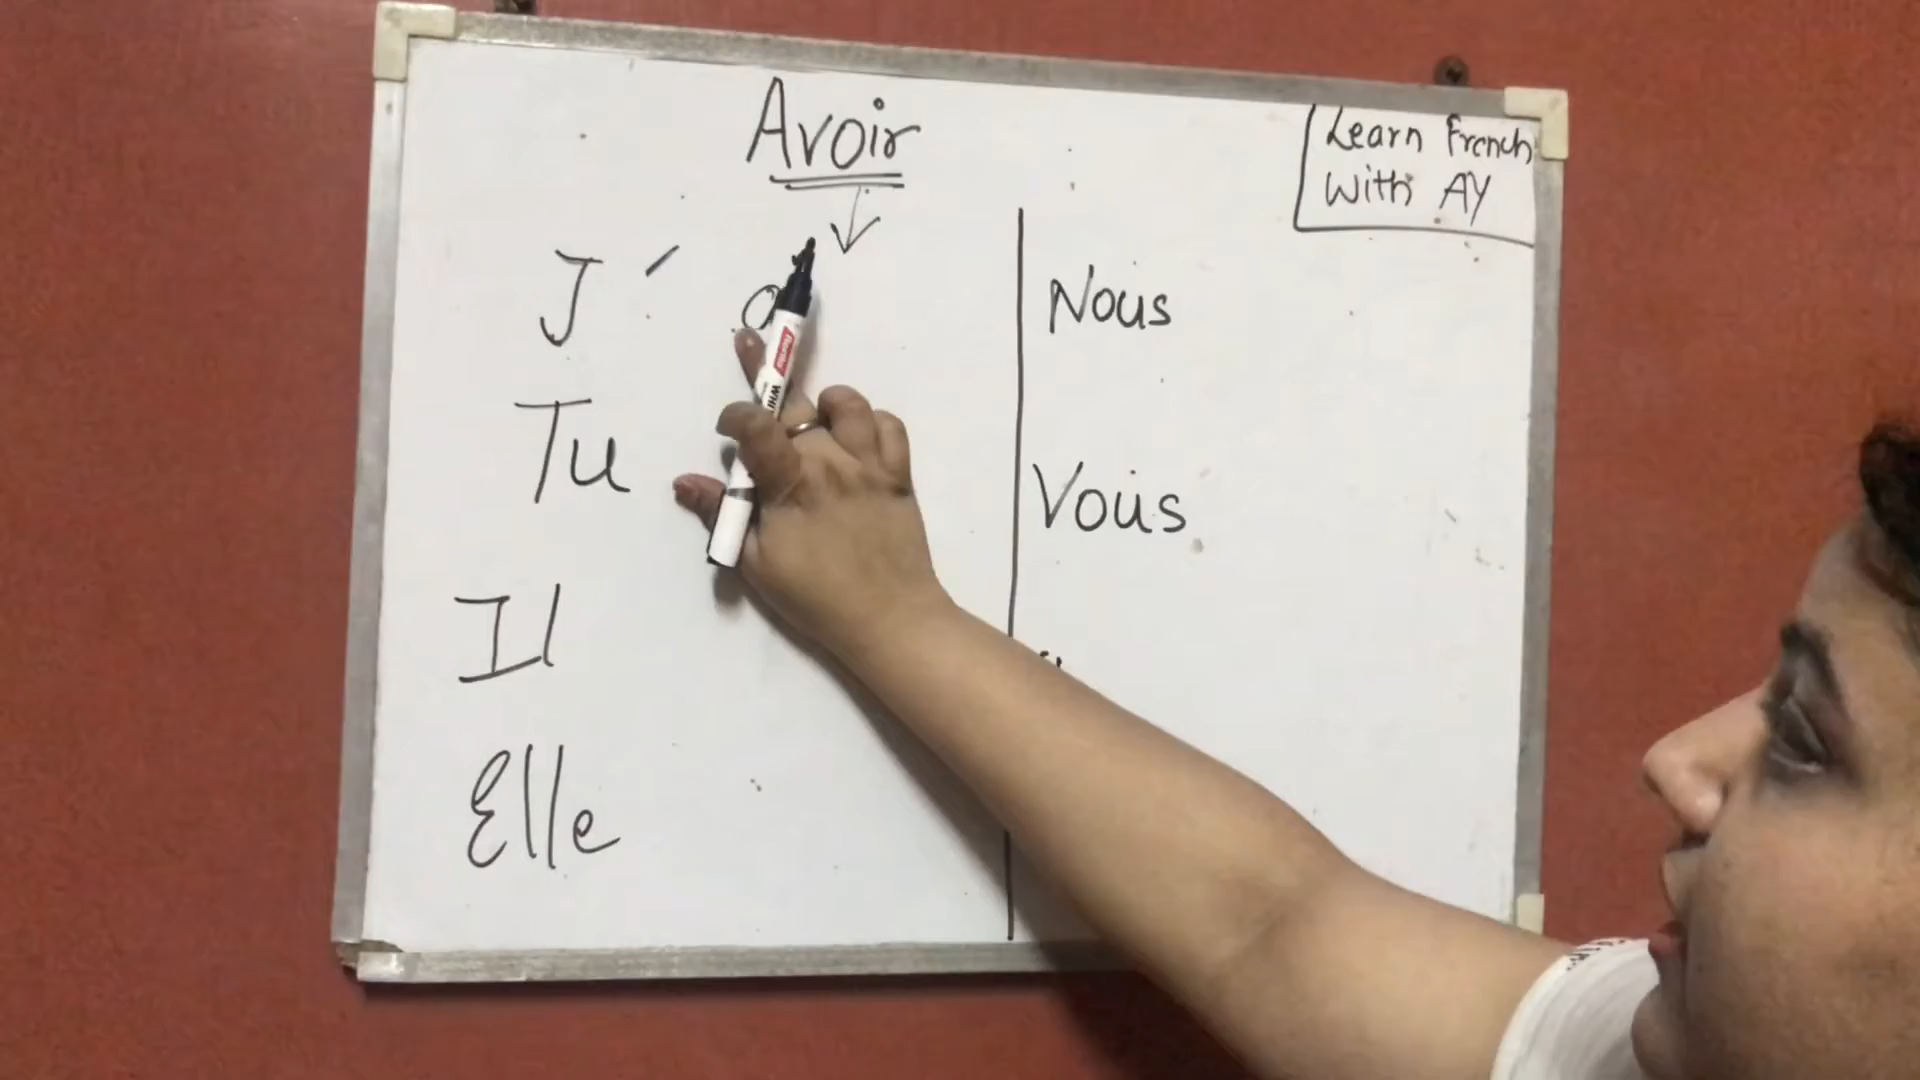 Avoir
Learn French
With AY
J'
Tu
Il
Elle
Nous
Vous